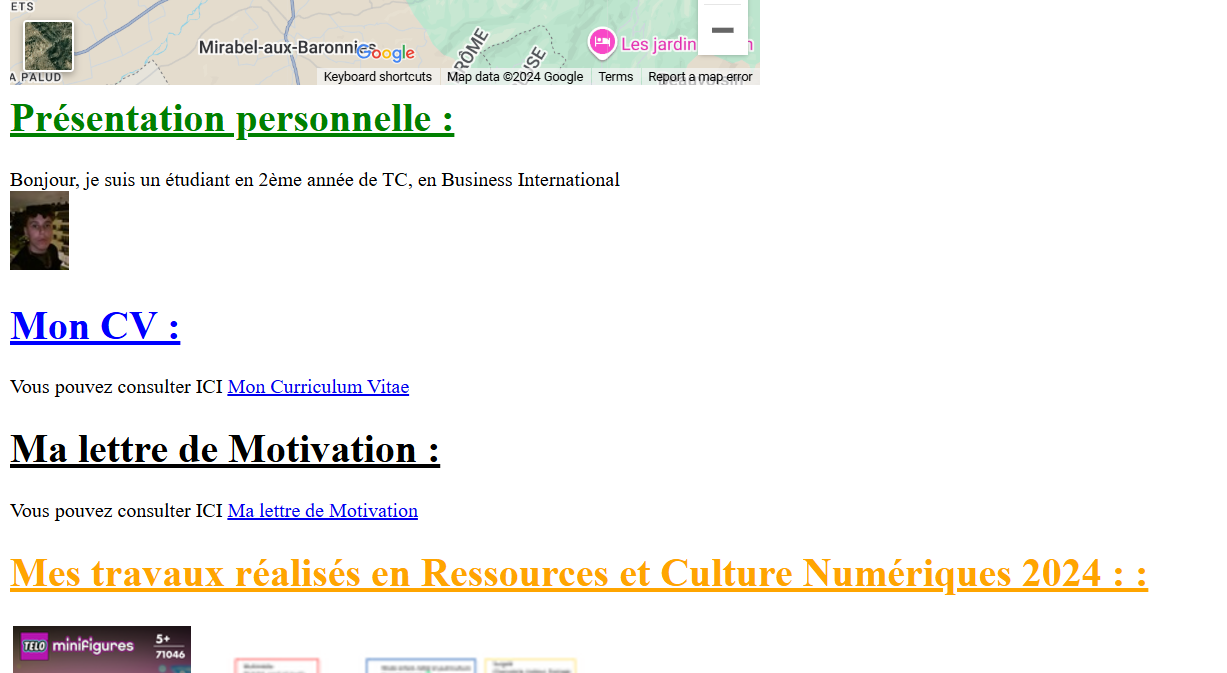 ETS
Mirabel-aux-Baronnies
Google
RÔME
USE
Les jardin
A PALUD
Keyboard shortcuts
Map data ©2024 Google
Terms
Report a map error
Présentation personnelle :
Bonjour, je suis un étudiant en 2ème année de TC, en Business International
Mon CV :
Vous pouvez consulter ICI Mon Curriculum Vitae
Ma lettre de Motivation :
Vous pouvez consulter ICI Ma lettre de Motivation
Mes travaux réalisés en Ressources et Culture Numériques 2024 : :
TELO minifigures 5+
71046